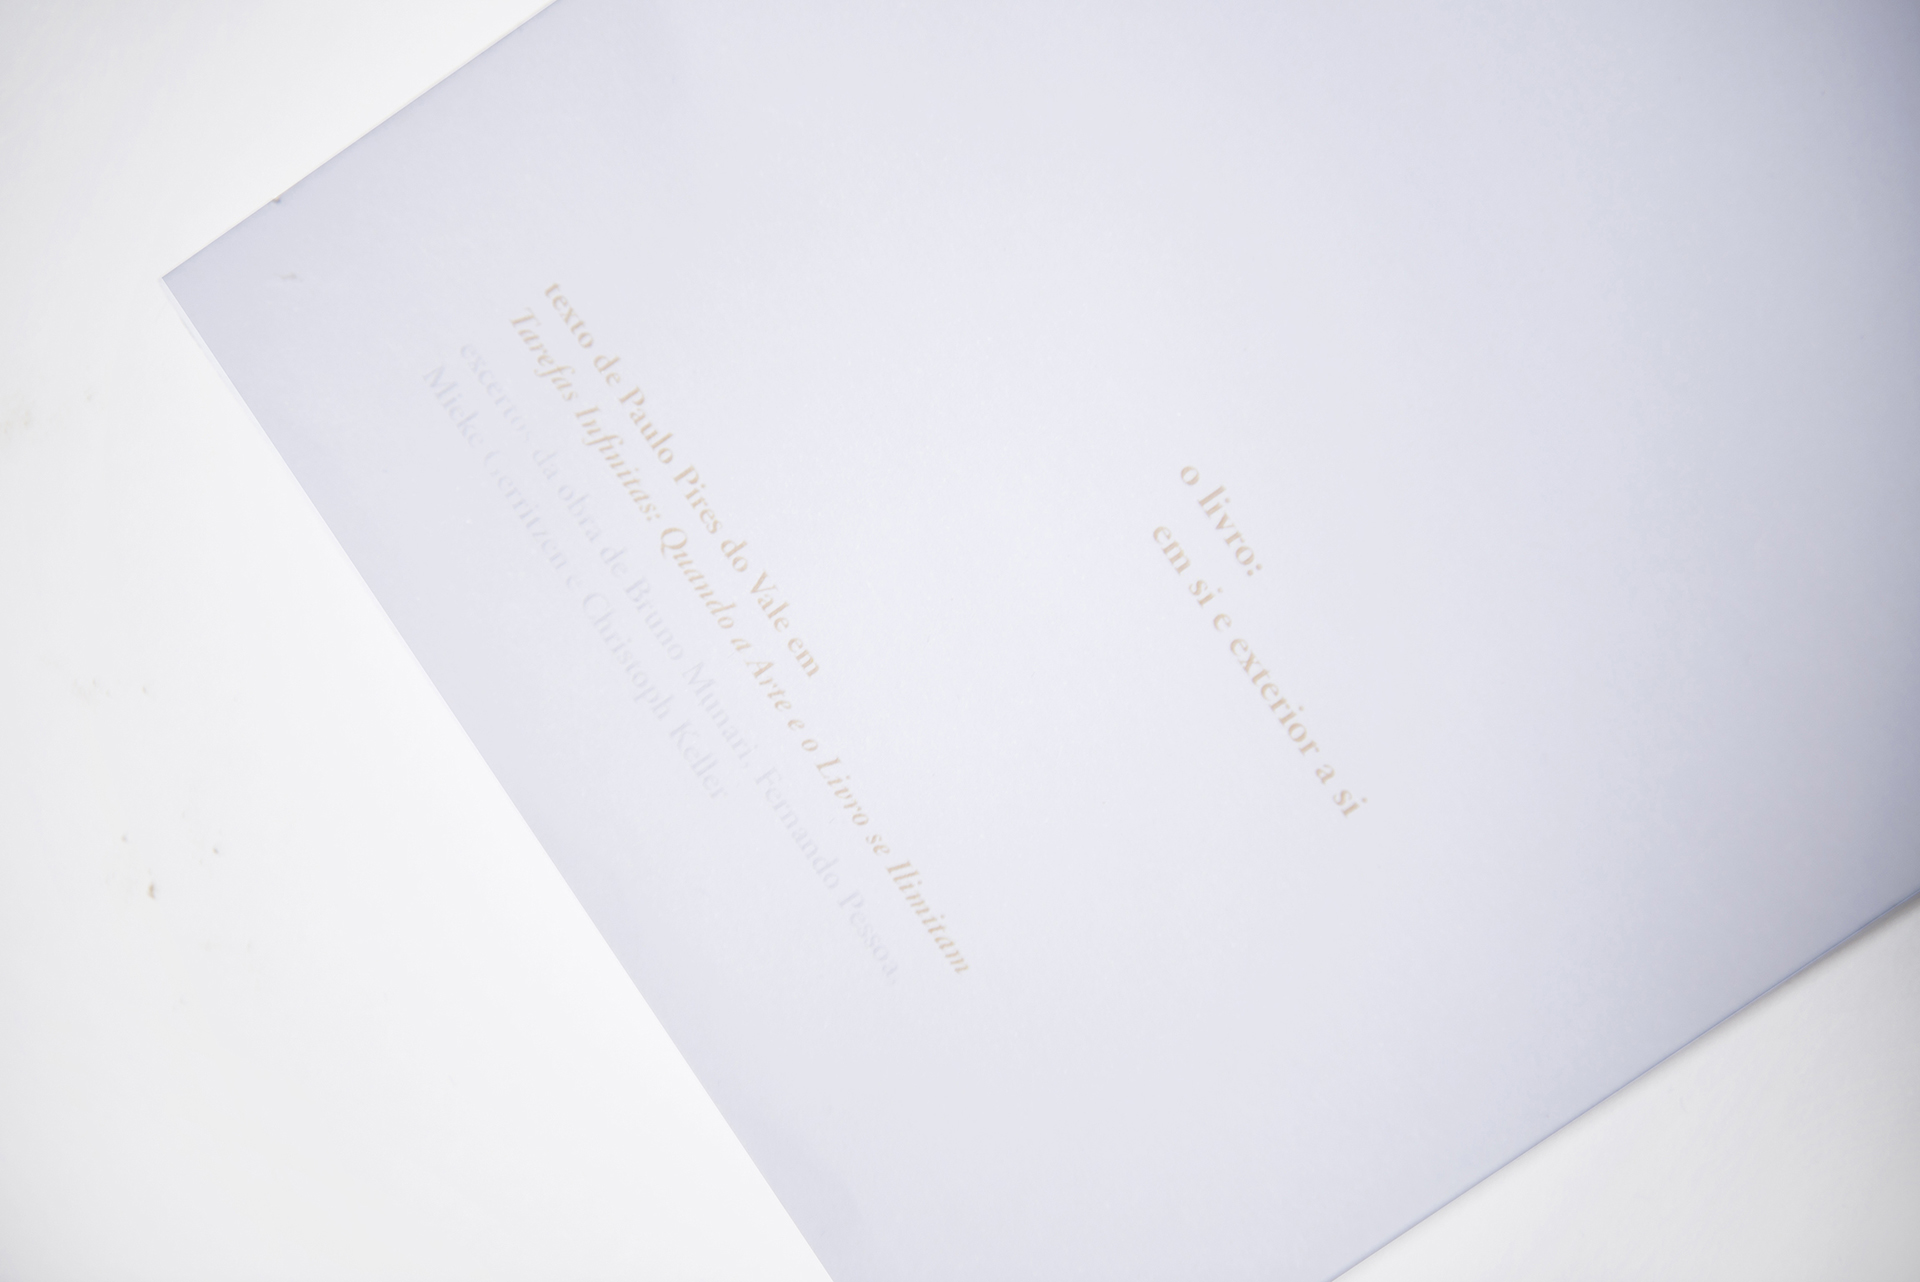 o livro:
em si e exterior a si
texto de Paulo Pires do Vale em
Tarefas Infinitas: Quando a Arte e o Livro se Ilimitam
excertos da obra de Bruno Munari, Fernando Pessoa,
Mieke Gerritzen e Christoph Keller